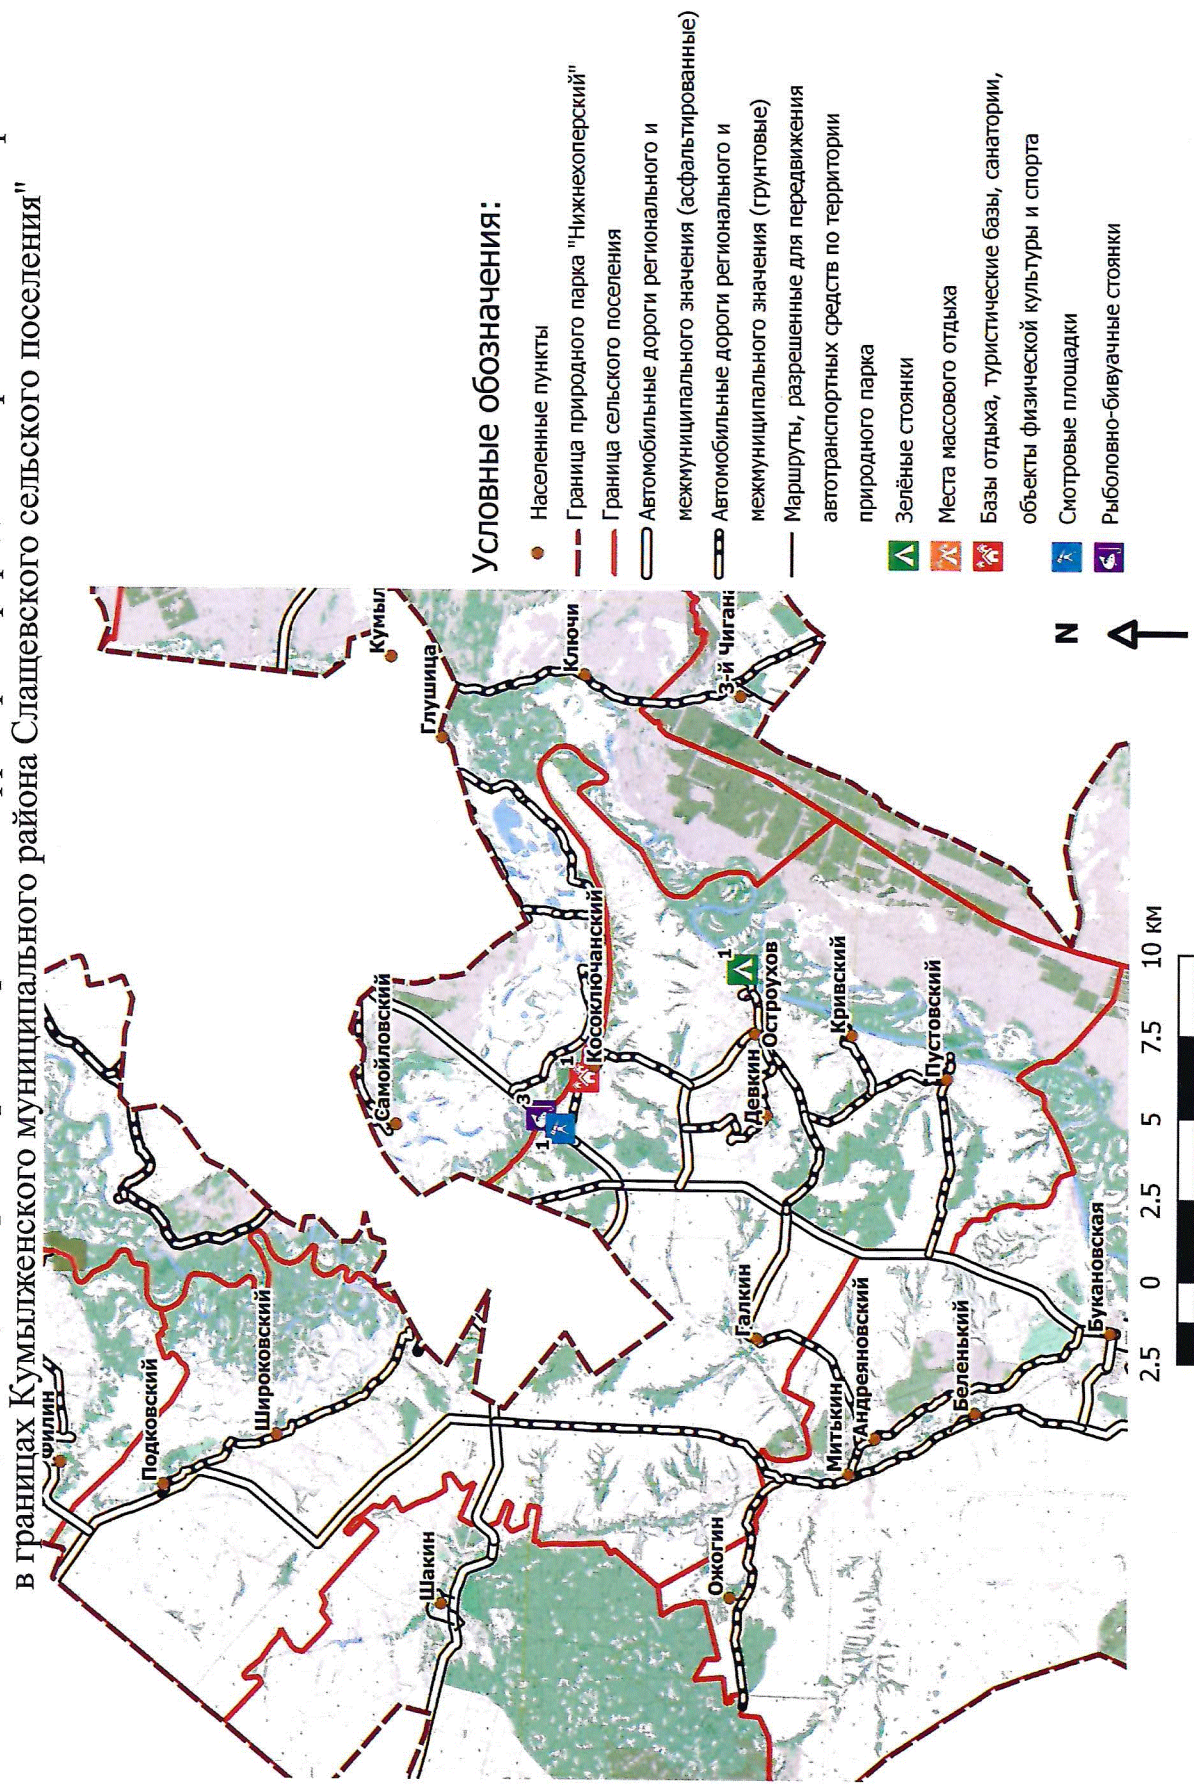 в границах Кумылженского муниципального района Слащевского сельского поселения"
Подковский
Широковский
Шакин
Ожогин
Галкин
Митькин
Андреяновский
Беленький
Букановская
Самойловский
Косоключанский
Девкин
Остроухов
Кривский
Пустовский
Глушица
Ключи
1
3
1
1
2.5 0 2.5 5 7.5 10 км
N
Условные обозначения:
Населенные пункты
Граница природного парка "Нижнехоперский"
Граница сельского поселения
Автомобильные дороги регионального и
межмуниципального значения (асфальтированные)
Автомобильные дороги регионального и
межмуниципального значения (грунтовые)
Маршруты, разрешенные для передвижения
автотранспортных средств по территории
природного парка
Зелёные стоянки
Места массового отдыха
Базы отдыха, туристические базы, санатории,
объекты физической культуры и спорта
Смотровые площадки
Рыболовно-бивуачные стоянки